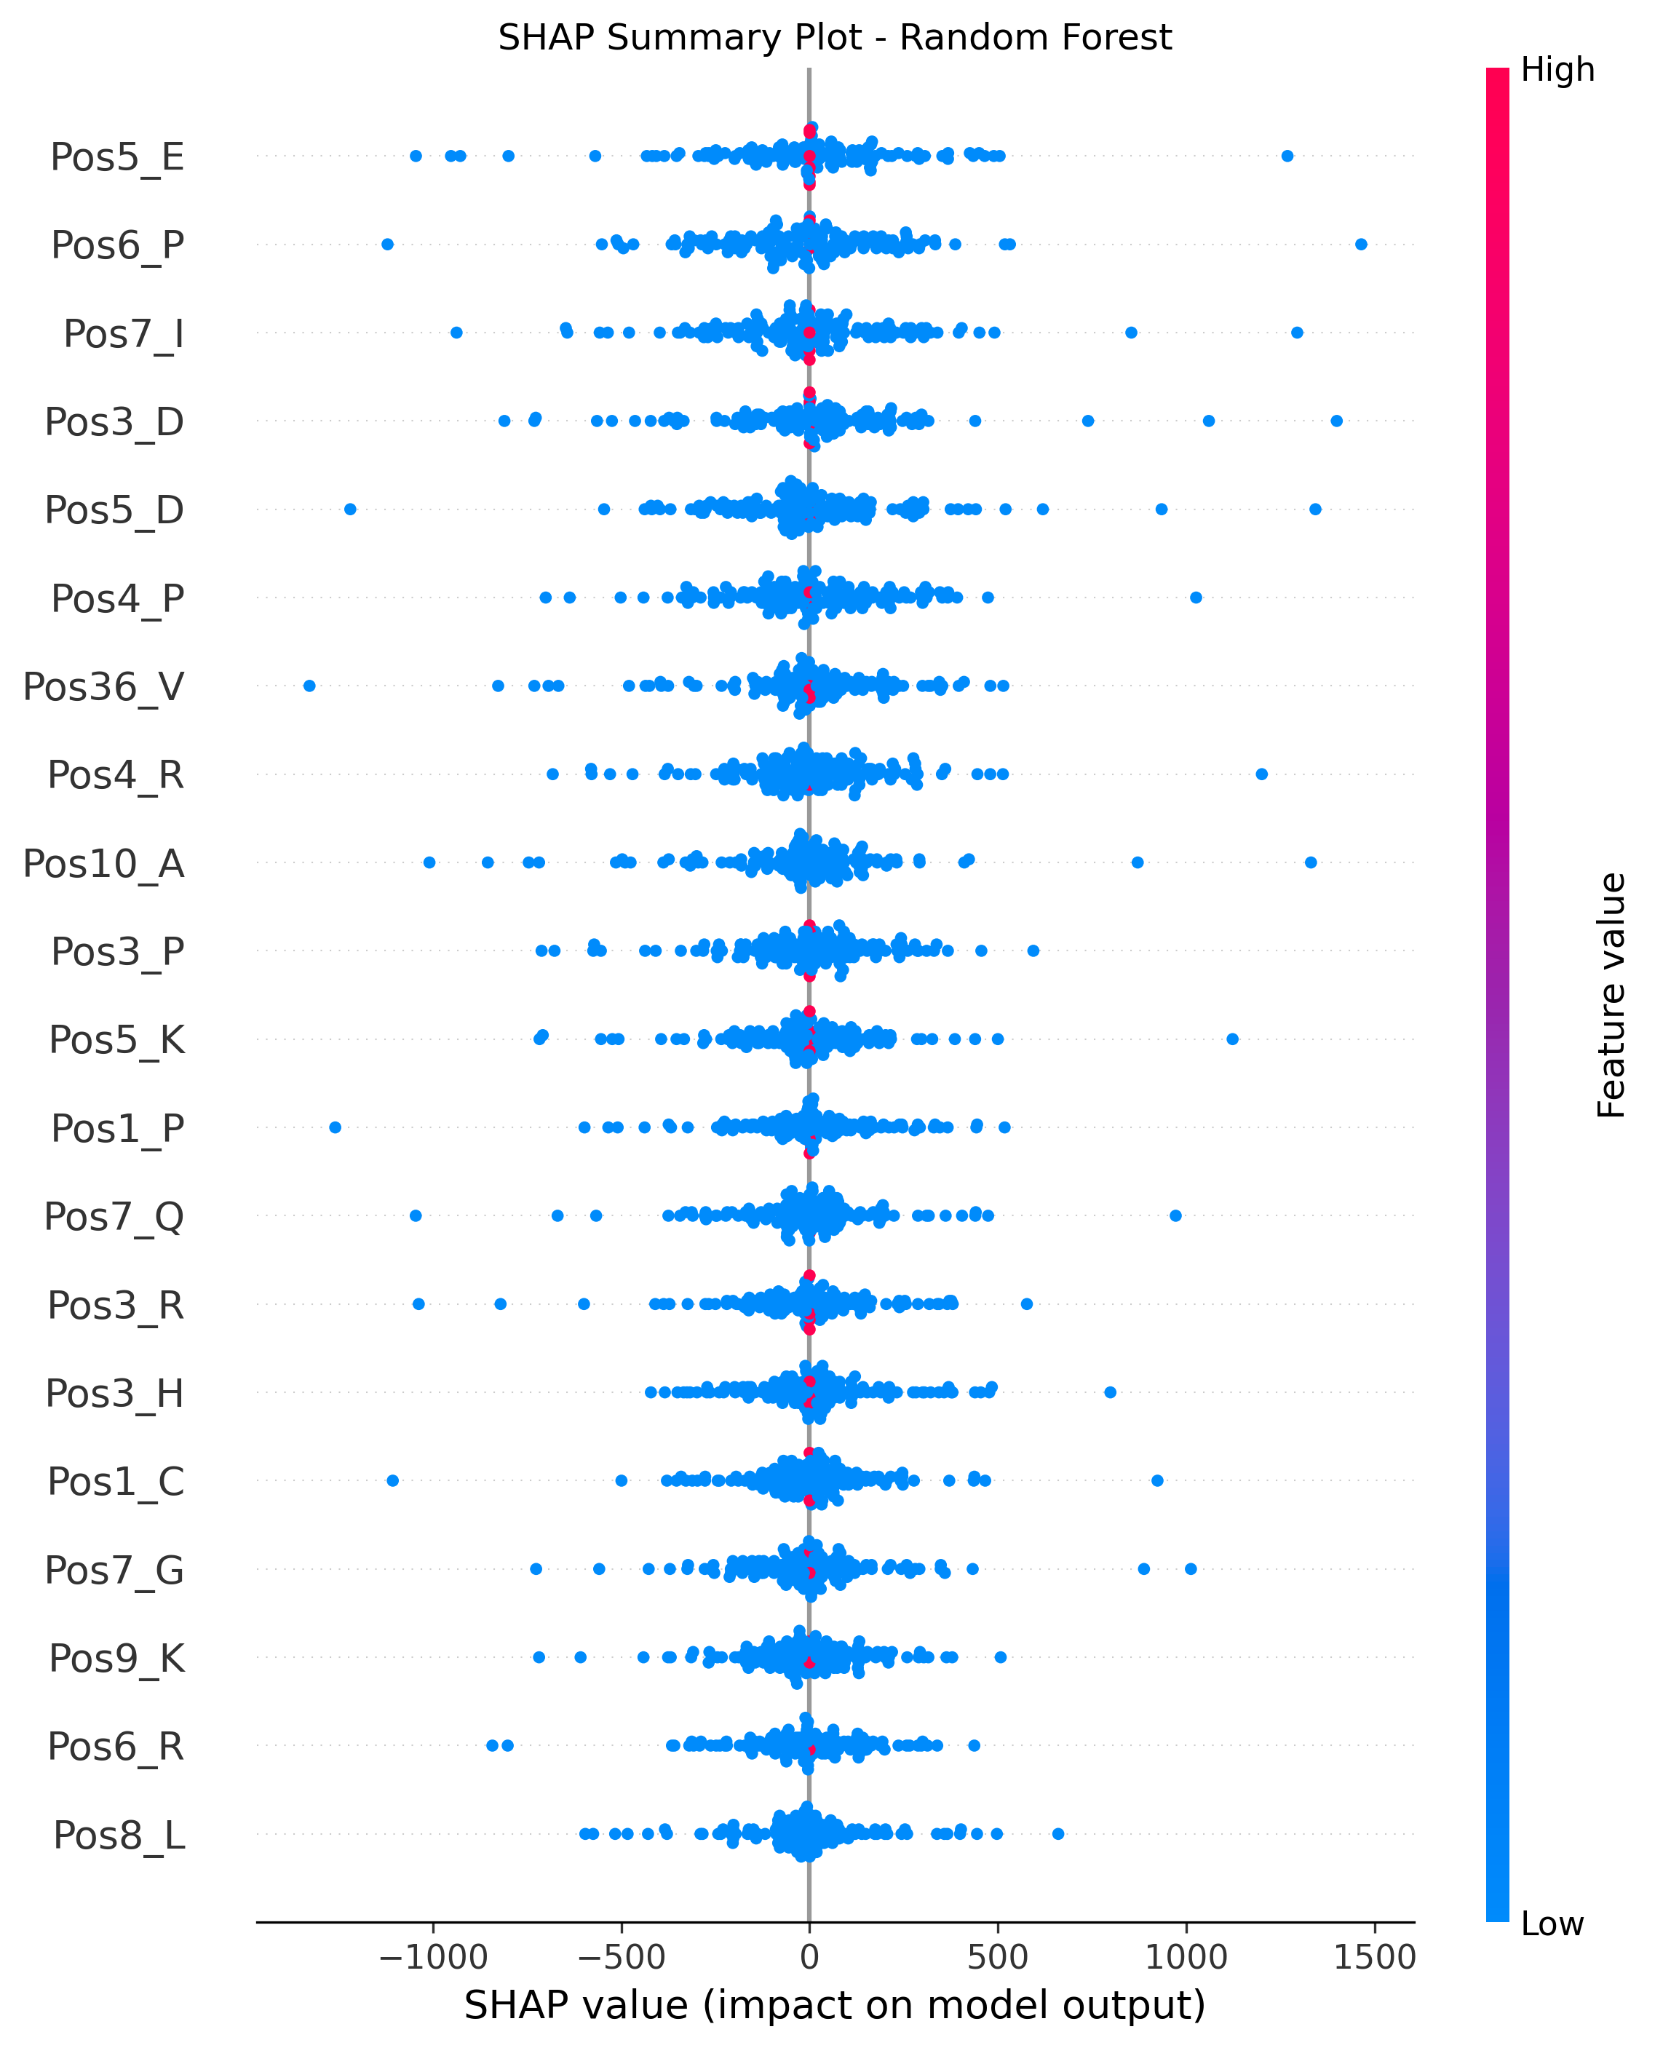 SHAP Summary Plot - Random Forest
High
Pos5_E
Pos6_P
Pos7_I
Pos3_D
Pos5_D
Pos4_P
Pos36_V
Pos4_R
Pos10_A
Pos3_P
Pos5_K
Pos1_P
Pos7_Q
Pos3_R
Pos3_H
Pos1_C
Pos7_G
Pos9_K
Pos6_R
Pos8_L
Feature value
Low
−1000 −500 0 500 1000 1500
SHAP value (impact on model output)